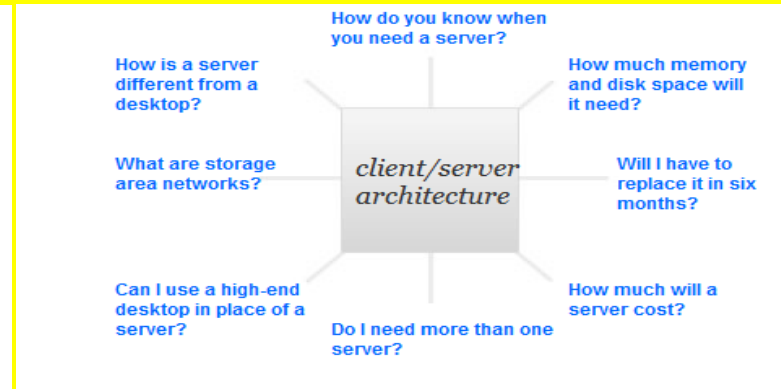 How do you know when
you need a server?
How is a server
different from a
desktop?
How much memory
and disk space will
it need?
What are storage
area networks?
client/server
architecture
Will I have to
replace it in six
months?
Can I use a high-end
desktop in place of a
server?
Do I need more than one
server?
How much will a
server cost?